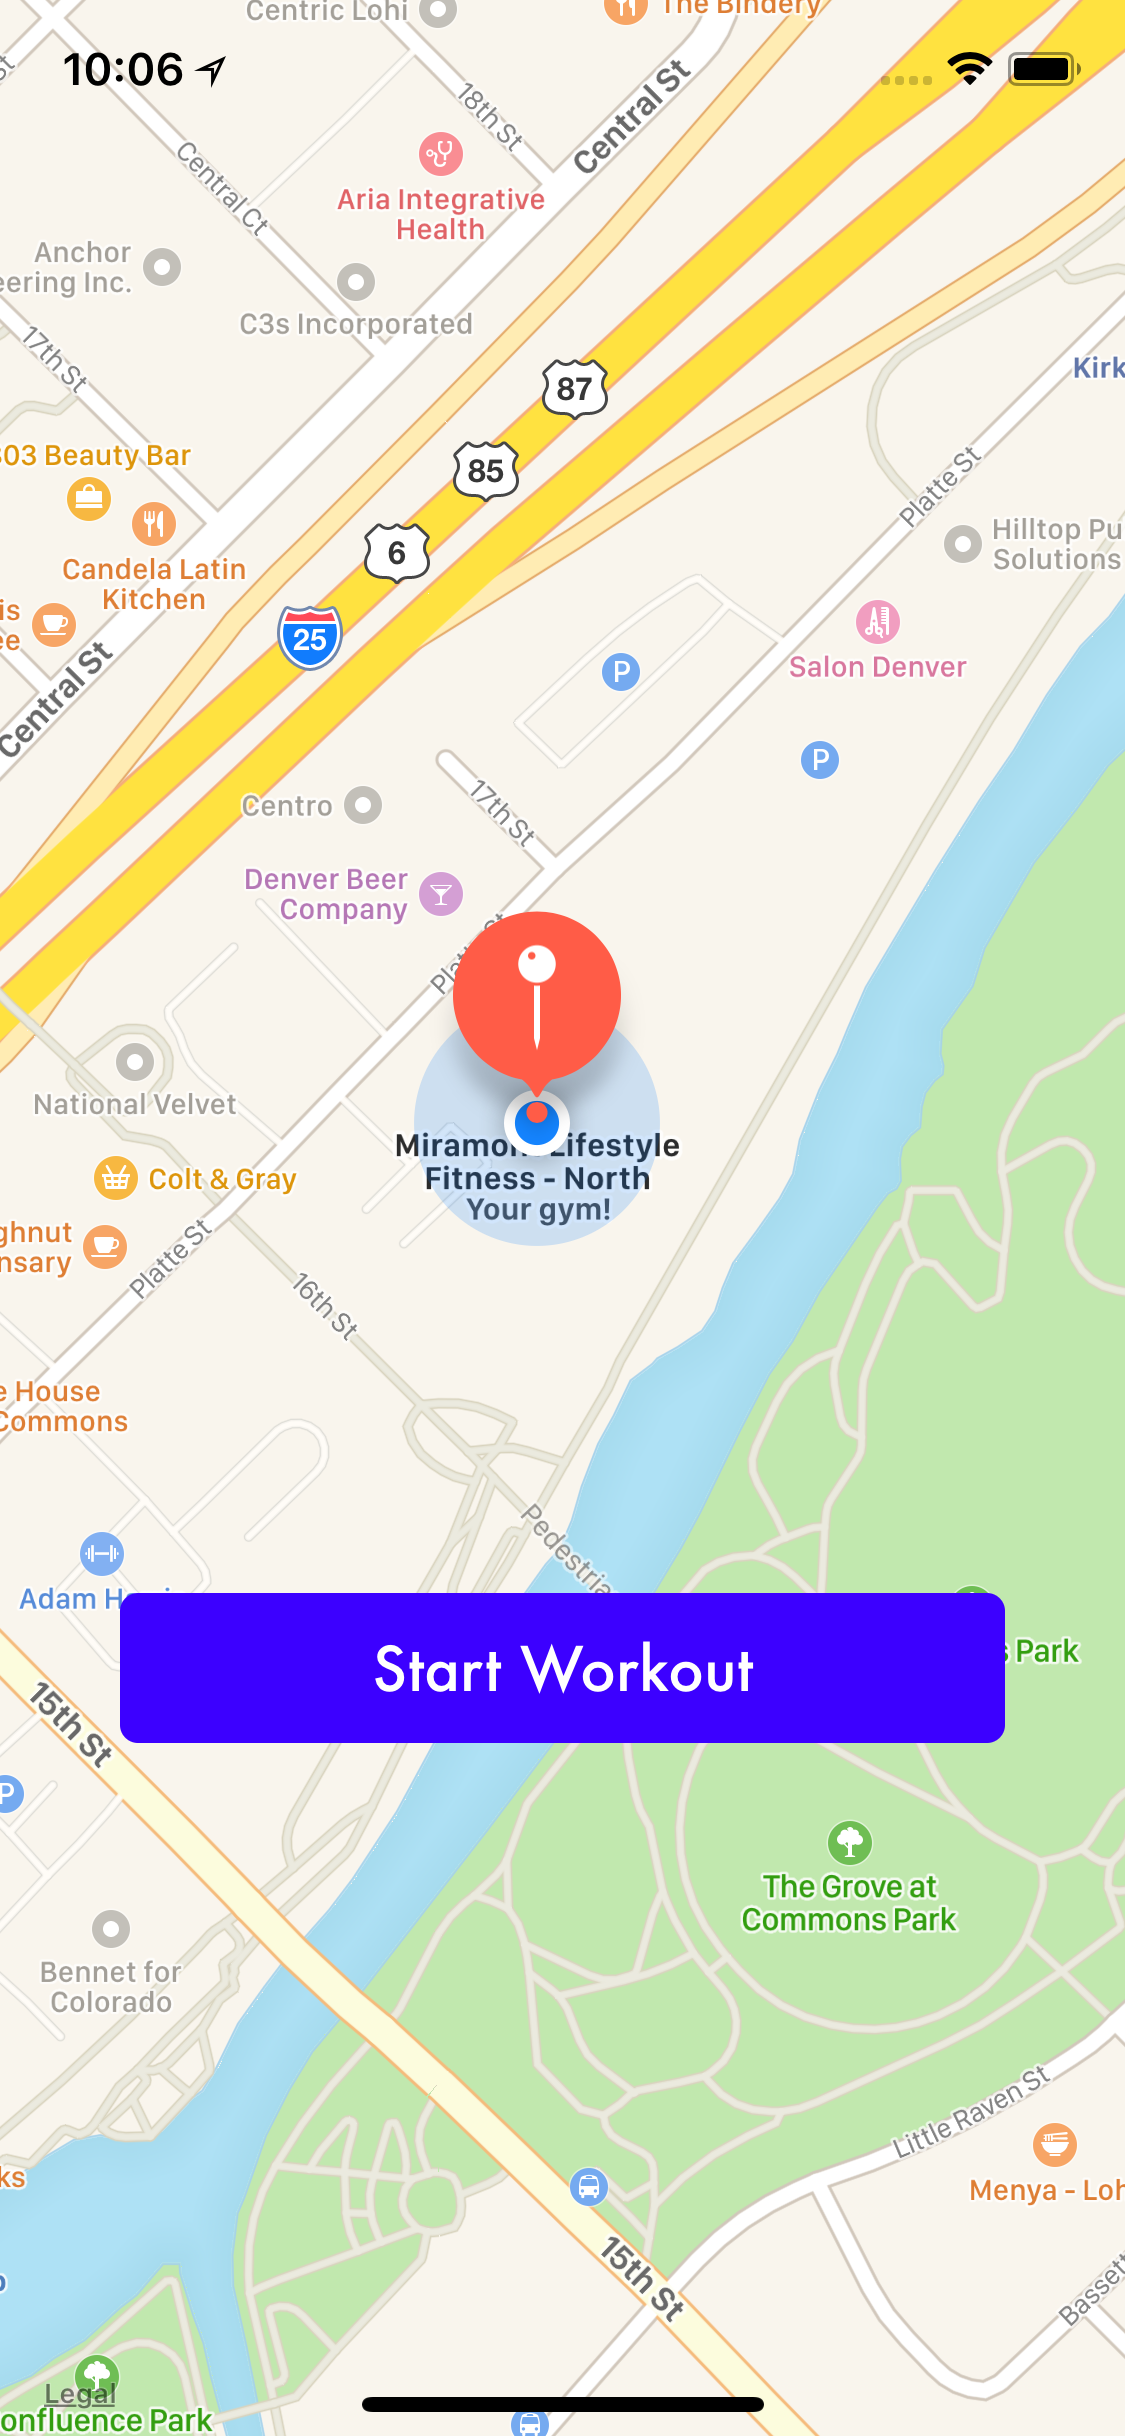 Centric Lohi
The Bindery
10:06
18th St
Central St
Central Ct
Aria Integrative
Health
Anchor
eering Inc.
C3s Incorporated
17th St
87
Kirk
303 Beauty Bar
85
Platte St
Hilltop Pu
Solutions
6
Candela Latin
Kitchen
is
ee
25
Central St
P
Salon Denver
P
Centro
17th St
Denver Beer
Company
Platte St
National Velvet
Miramont Lifestyle
Fitness - North
Your gym!
Colt & Gray
ghnut
nsary
Platte St
16th St
e House
Commons
Pedestria
Adam H
s Park
Start Workout
15th St
P
The Grove at
Commons Park
Bennet for
Colorado
Little Raven St
ks
Menya - Loh
15th St
Bassett
Legal
onfluence Park